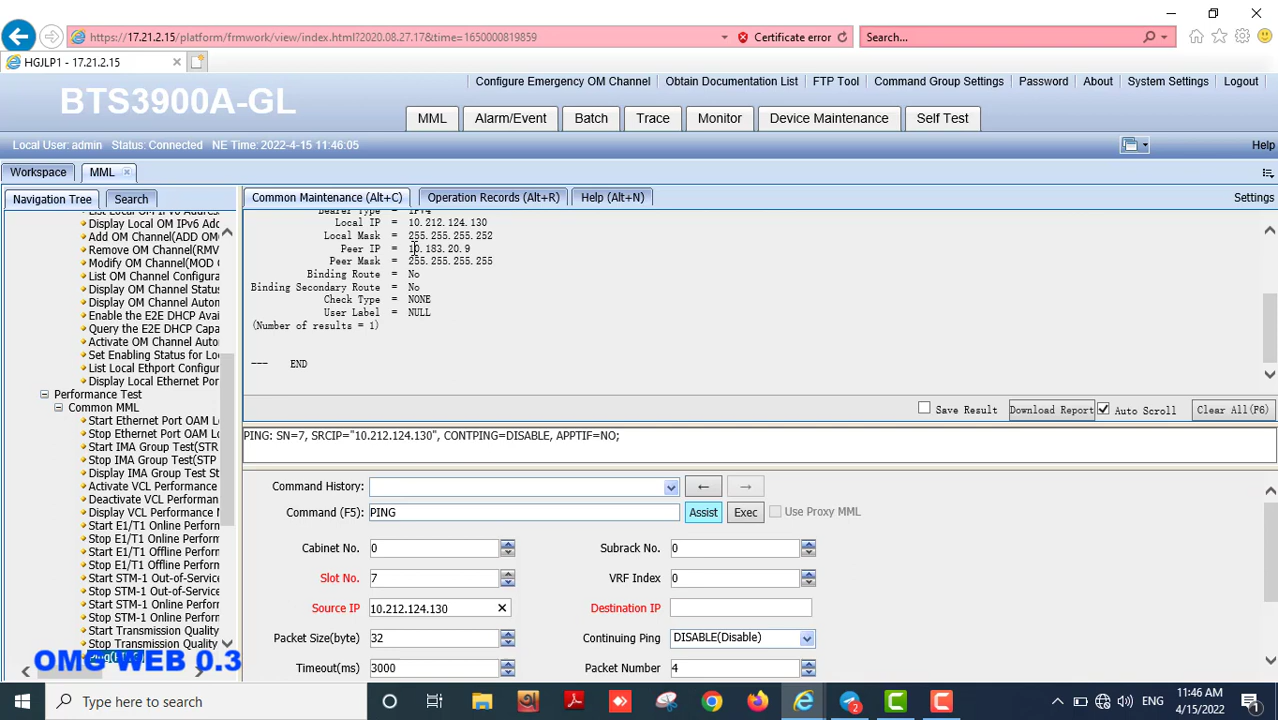 https://17.21.2.15/platform/frmwork/view/index.html?2020.08.27.17&time=1650000819859
Certificate error
Search...
HGJLP1 - 17.21.2.15
Configure Emergency OM Channel | Obtain Documentation List | FTP Tool | Command Group Settings | Password | About | System Settings | Logout
BTS3900A-GL
MML
Alarm/Event
Batch
Trace
Monitor
Device Maintenance
Self Test
Local User: admin Status: Connected NE Time: 2022-4-15 11:46:05
Help
Workspace
MML
Navigation Tree
Search
Common Maintenance (Alt+C)
Operation Records (Alt+R)
Help (Alt+N)
Settings
List Local OM IPv6 Addres
Display Local OM IPv6 Add
Add OM Channel(ADD OM
Remove OM Channel(RMV
Modify OM Channel(MOD
List OM Channel Configura
Display OM Channel Status
Display OM Channel Autom
Enable the E2E DHCP Avail
Query the E2E DHCP Capa
Activate OM Channel Autom
Set Enabling Status for Loc
List Local Ethport Configur
Display Local Ethernet Por
Performance Test
Common MML
Start Ethernet Port OAM L
Stop Ethernet Port OAM L
Start IMA Group Test(STR
Stop IMA Group Test(STP
Display IMA Group Test St
Activate VCL Performance
Deactivate VCL Performan
Display VCL Performance
Start E1/T1 Online Perform
Stop E1/T1 Online Perform
Start E1/T1 Offline Perform
Stop E1/T1 Offline Perform
Start STM-1 Out-of-Service
Stop STM-1 Out-of-Service
Start STM-1 Online Perform
Stop STM-1 Online Perform
Start Transmission Quality
Stop Transmission Quality
Bearer Type = IPv4
Local IP = 10.212.124.130
Local Mask = 255.255.255.252
Peer IP = 10.183.20.9
Peer Mask = 255.255.255.255
Binding Route = No
Binding Secondary Route = No
Check Type = NONE
User Label = NULL
(Number of results = 1)
--- END
Save Result
Download Report
Auto Scroll
Clear All(F6)
PING: SN=7, SRCIP="10.212.124.130", CONTPING=DISABLE, APPTIF=NO;
Command History:
Command (F5): PING
Assist
Exec
Use Proxy MML
Cabinet No. 0
Subrack No. 0
Slot No. 7
VRF Index 0
Source IP 10.212.124.130
Destination IP
Packet Size(byte) 32
Continuing Ping DISABLE(Disable)
Timeout(ms) 3000
Packet Number 4
OMS WEB 0.3
Type here to search
ENG
11:46 AM
4/15/2022
1